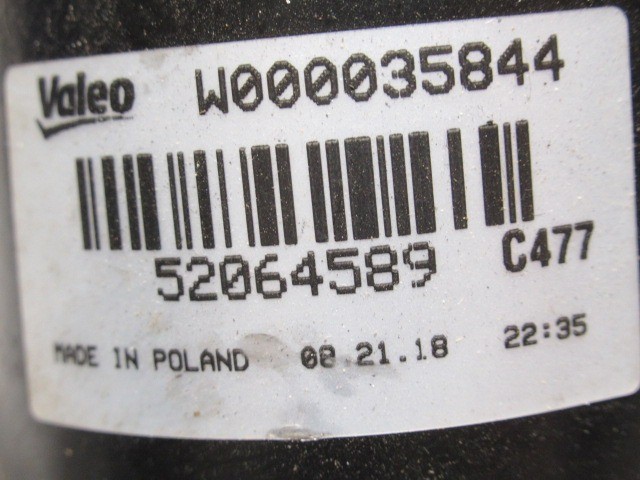 Valeo W000035844
52064589 C477
MADE IN POLAND 08.21.18 22:35